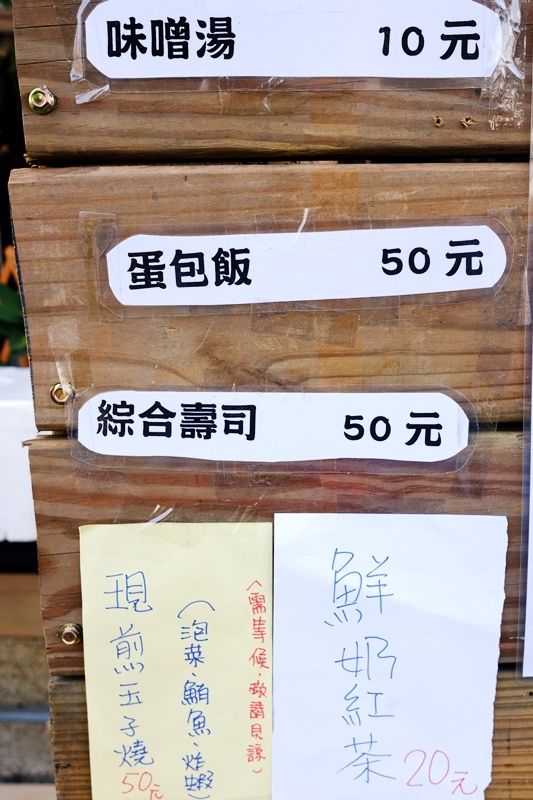 味噌湯 10元
蛋包飯 50元
綜合壽司 50元
(需等候,敬請見諒)
(泡菜、鮪魚、炸蝦)
現煎玉子燒 50元
鮮奶紅茶 20元